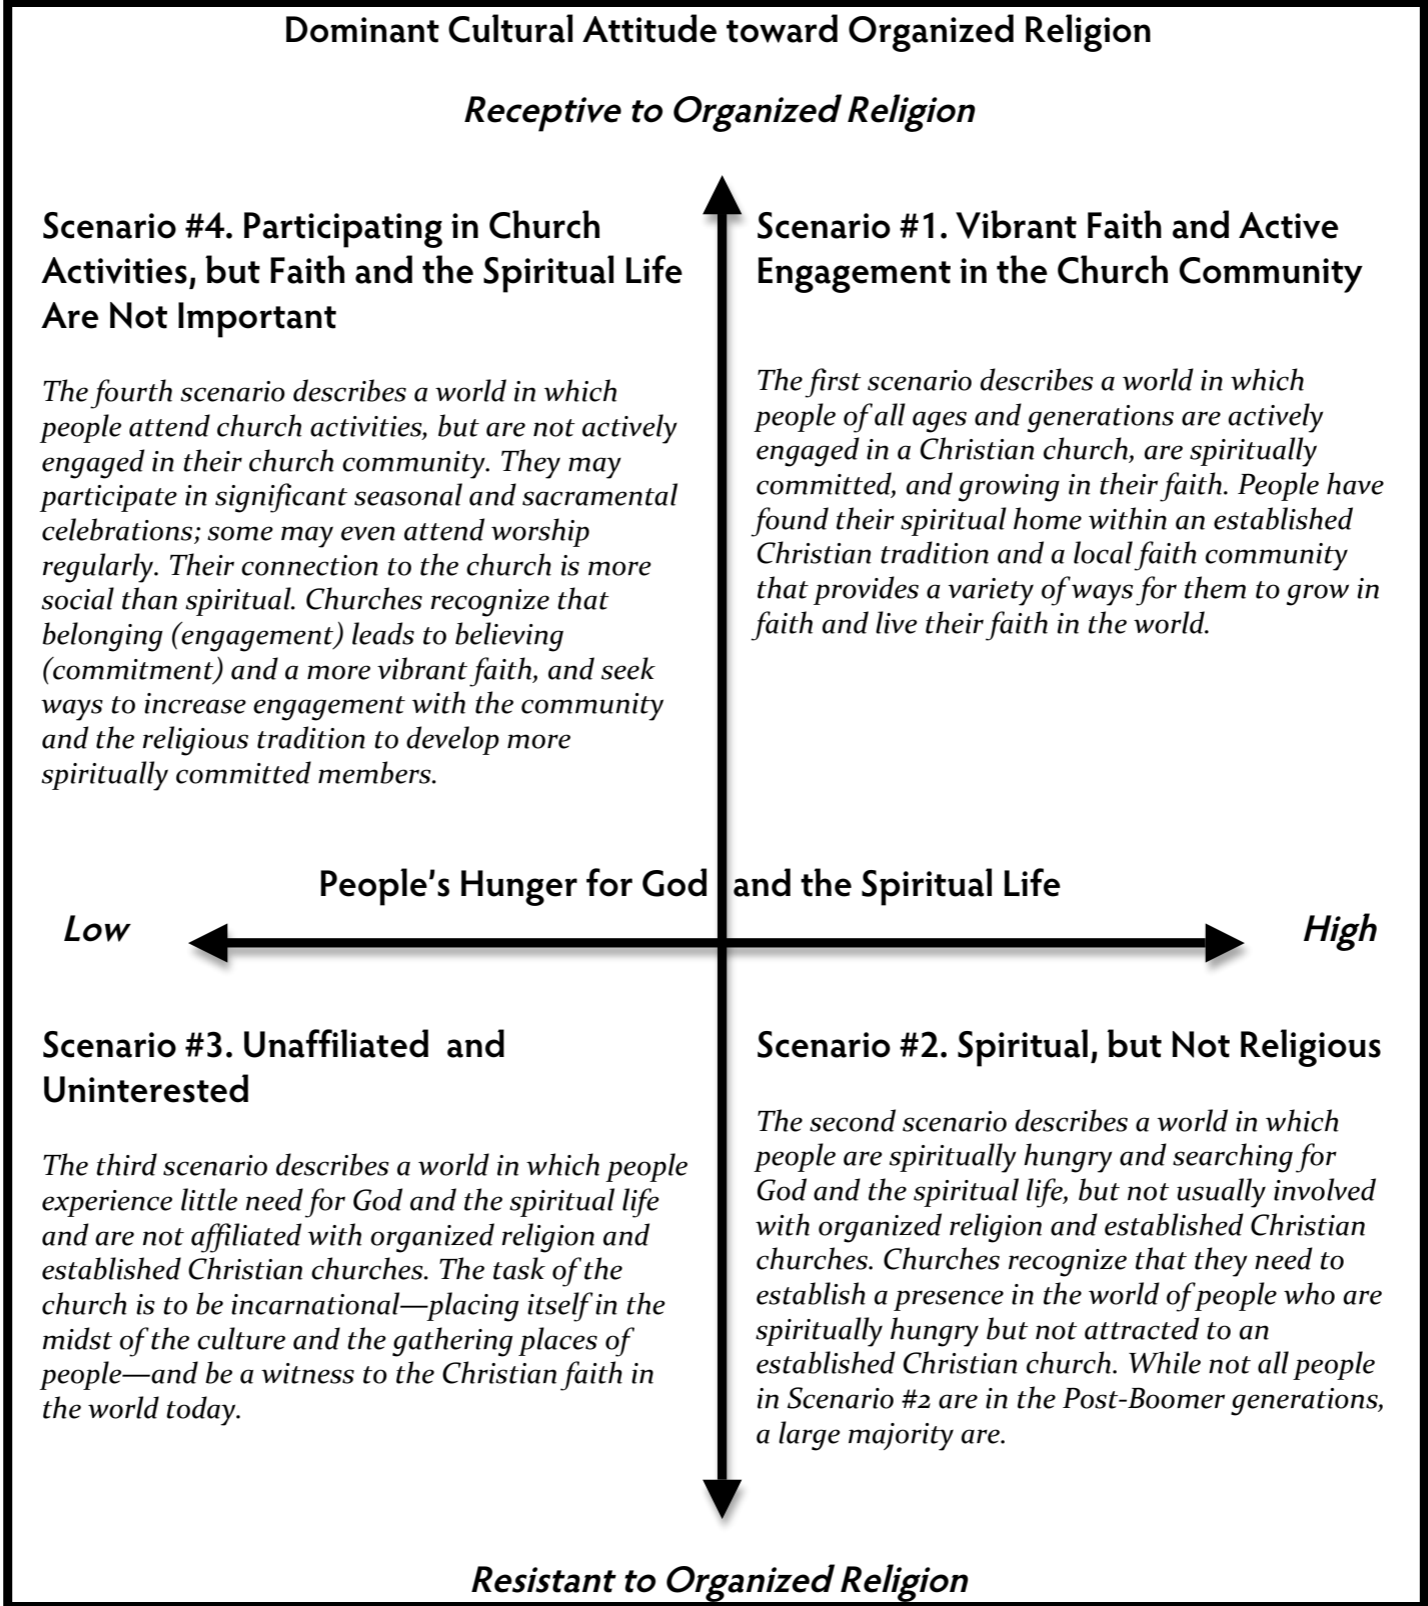 Dominant Cultural Attitude toward Organized Religion
Receptive to Organized Religion
Scenario #4. Participating in Church
Activities, but Faith and the Spiritual Life
Are Not Important
The fourth scenario describes a world in which
people attend church activities, but are not actively
engaged in their church community. They may
participate in significant seasonal and sacramental
celebrations; some may even attend worship
regularly. Their connection to the church is more
social than spiritual. Churches recognize that
belonging (engagement) leads to believing
(commitment) and a more vibrant faith, and seek
ways to increase engagement with the community
and the religious tradition to develop more
spiritually committed members.
Scenario #1. Vibrant Faith and Active
Engagement in the Church Community
The first scenario describes a world in which
people of all ages and generations are actively
engaged in a Christian church, are spiritually
committed, and growing in their faith. People have
found their spiritual home within an established
Christian tradition and a local faith community
that provides a variety of ways for them to grow in
faith and live their faith in the world.
People's Hunger for God and the Spiritual Life
Low
High
Scenario #3. Unaffiliated and
Uninterested
The third scenario describes a world in which people
experience little need for God and the spiritual life
and are not affiliated with organized religion and
established Christian churches. The task of the
church is to be incarnational—placing itself in the
midst of the culture and the gathering places of
people—and be a witness to the Christian faith in
the world today.
Scenario #2. Spiritual, but Not Religious
The second scenario describes a world in which
people are spiritually hungry and searching for
God and the spiritual life, but not usually involved
with organized religion and established Christian
churches. Churches recognize that they need to
establish a presence in the world of people who are
spiritually hungry but not attracted to an
established Christian church. While not all people
in Scenario #2 are in the Post-Boomer generations,
a large majority are.
Resistant to Organized Religion